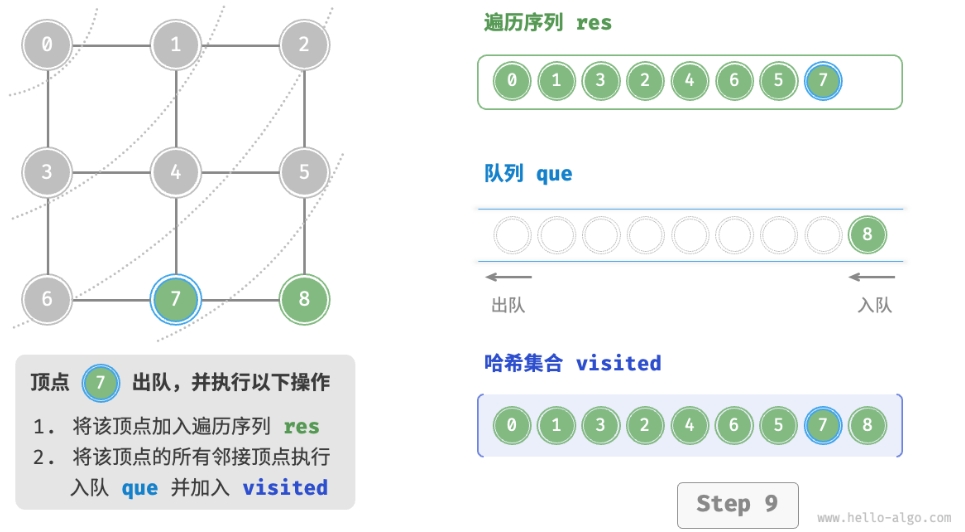 0 1 2
3 4 5
6 7 8
顶点 7 出队，并执行以下操作
1. 将该顶点加入遍历序列 res
2. 将该顶点的所有邻接顶点执行
入队 que 并加入 visited
遍历序列 res
0 1 3 2 4 6 5 7
队列 que
8
出队 入队
哈希集合 visited
0 1 3 2 4 6 5 7 8
Step 9
www.hello-algo.com